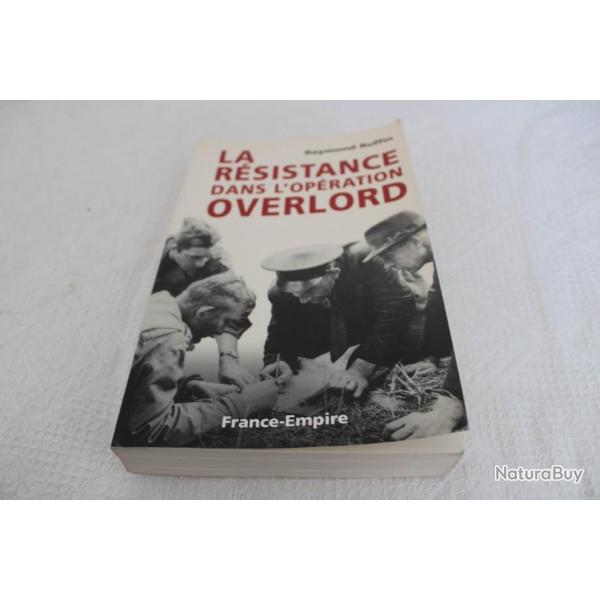 Raymond Ruffin
LA
RÉSISTANCE
DANS L'OPÉRATION
OVERLORD
France-Empire
NaturaBuy